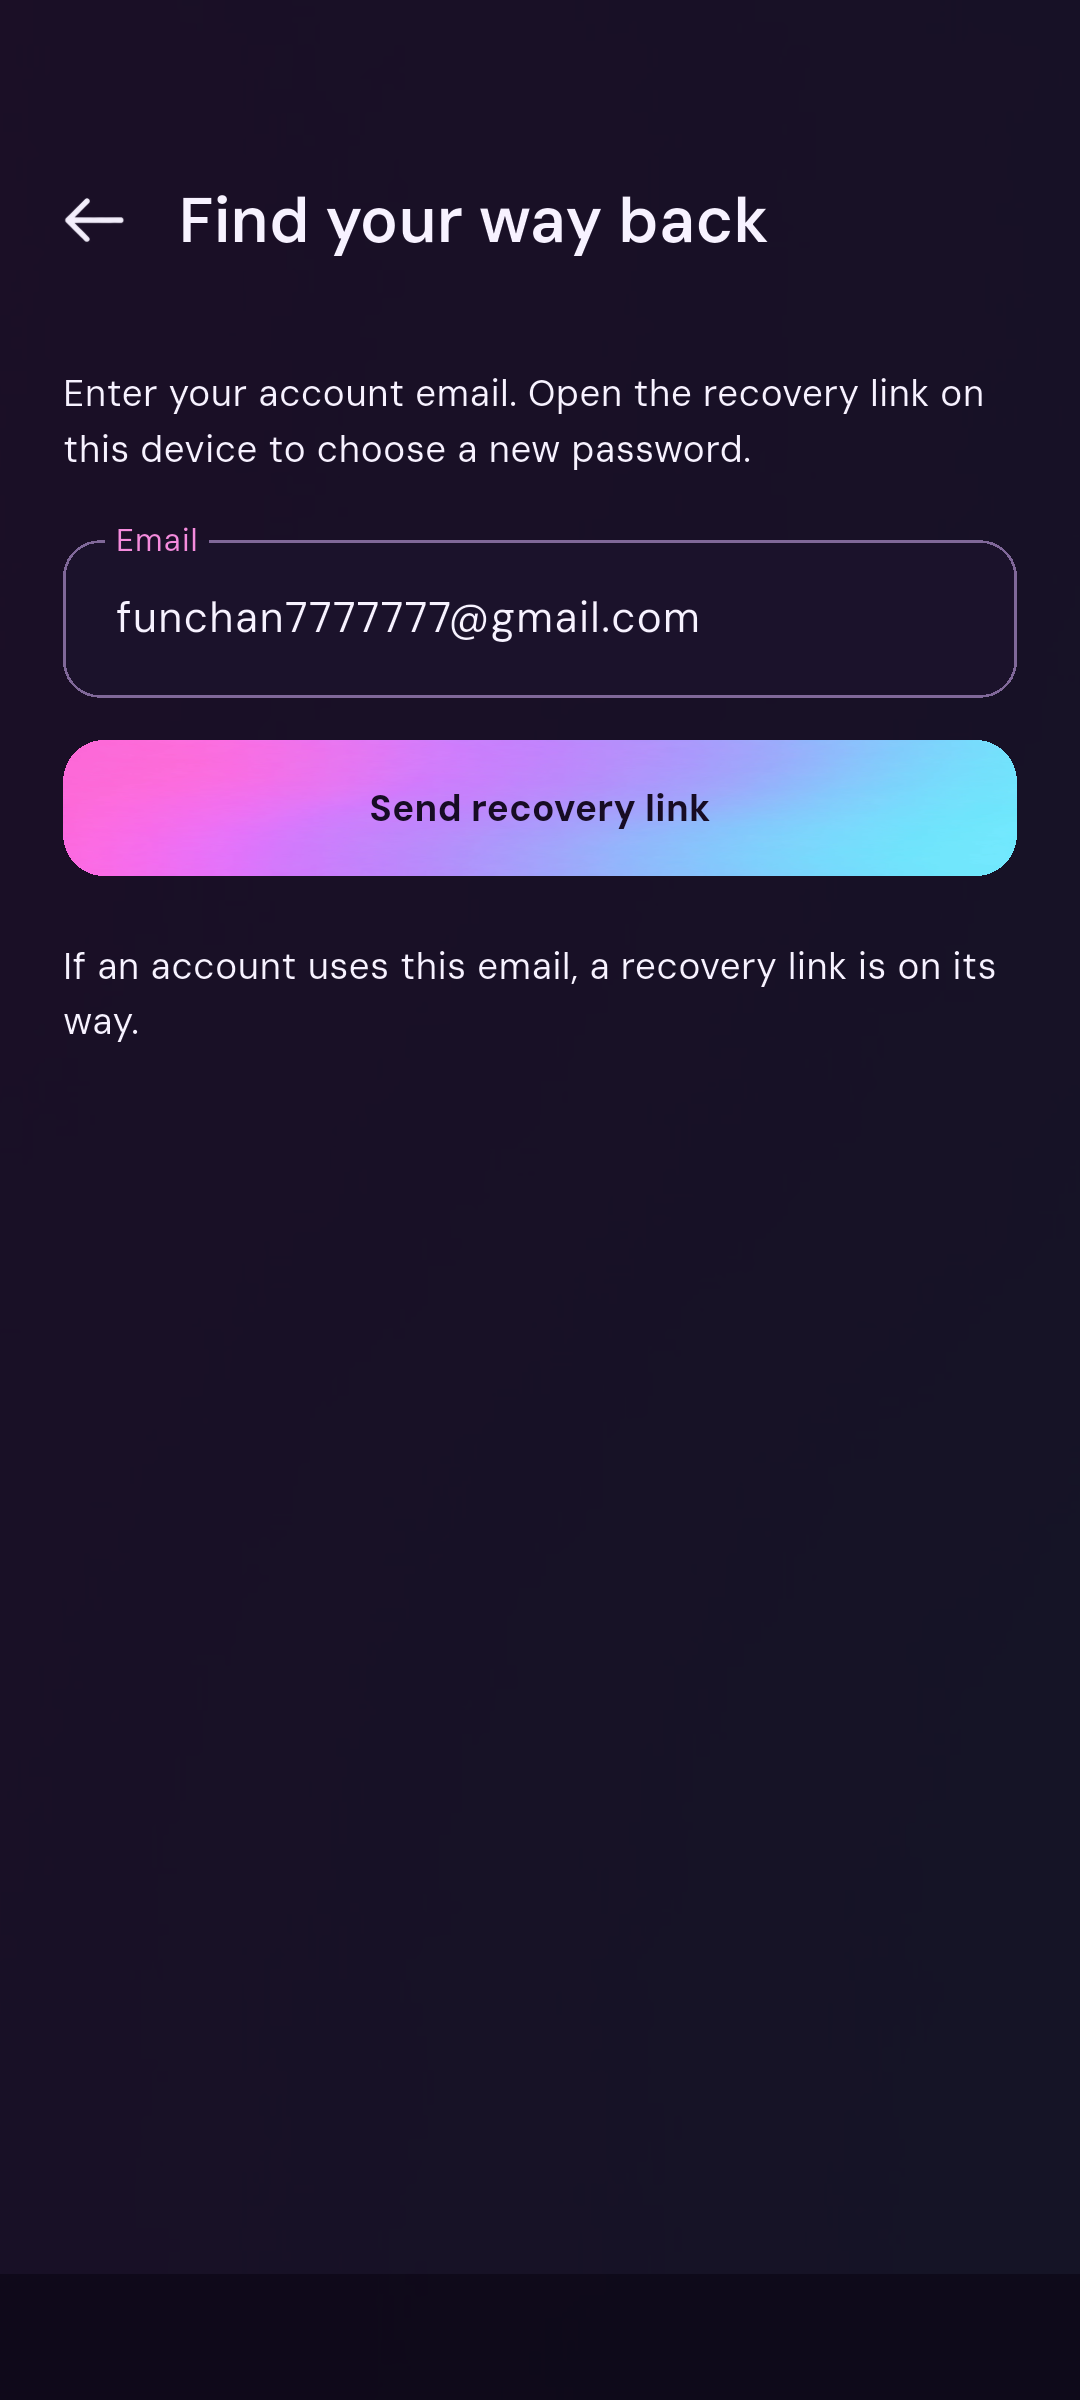 Find your way back
Enter your account email. Open the recovery link on
this device to choose a new password.
Email
funchan7777777@gmail.com
Send recovery link
If an account uses this email, a recovery link is on its
way.